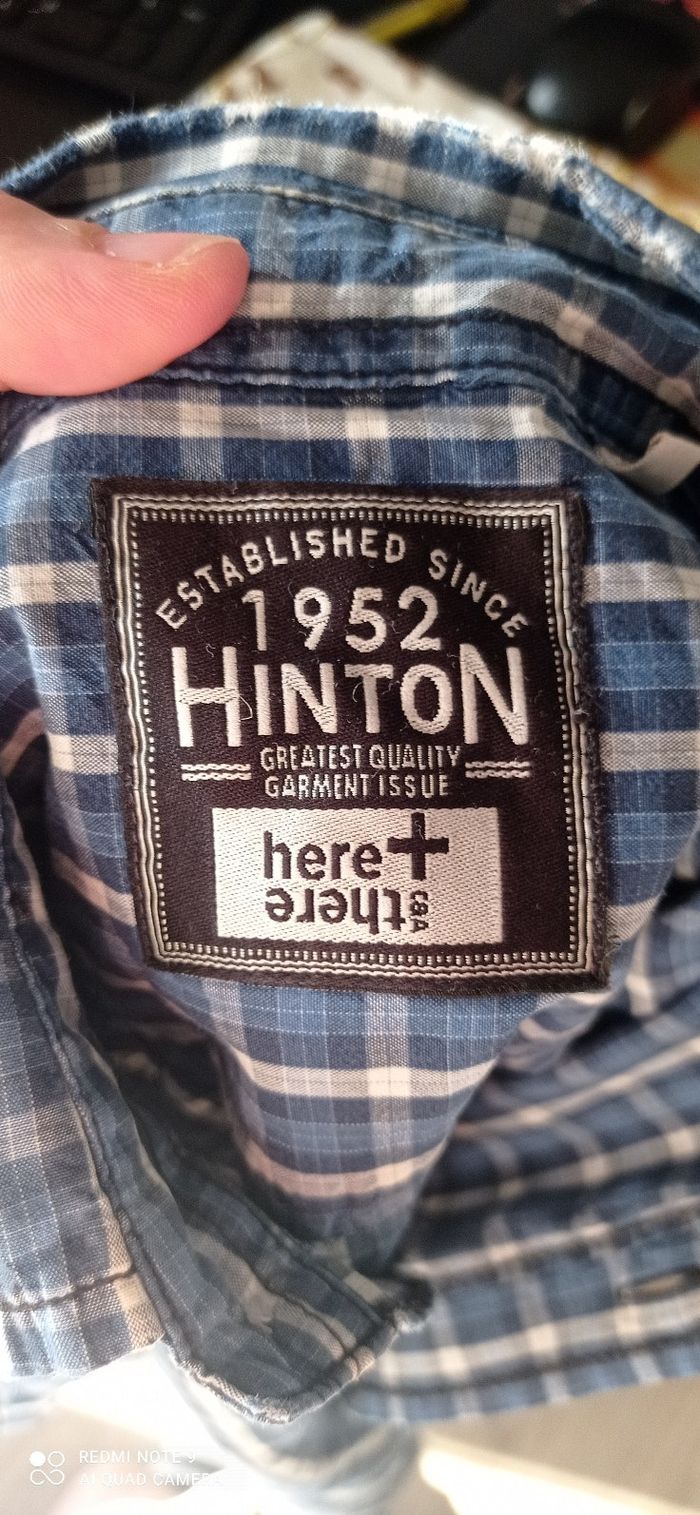 ESTABLISHED SINCE
1952
HINTON
GREATEST QUALITY
GARMENT ISSUE
here+
there
C&A
REDMI NOTE 9
AI QUAD CAMERA